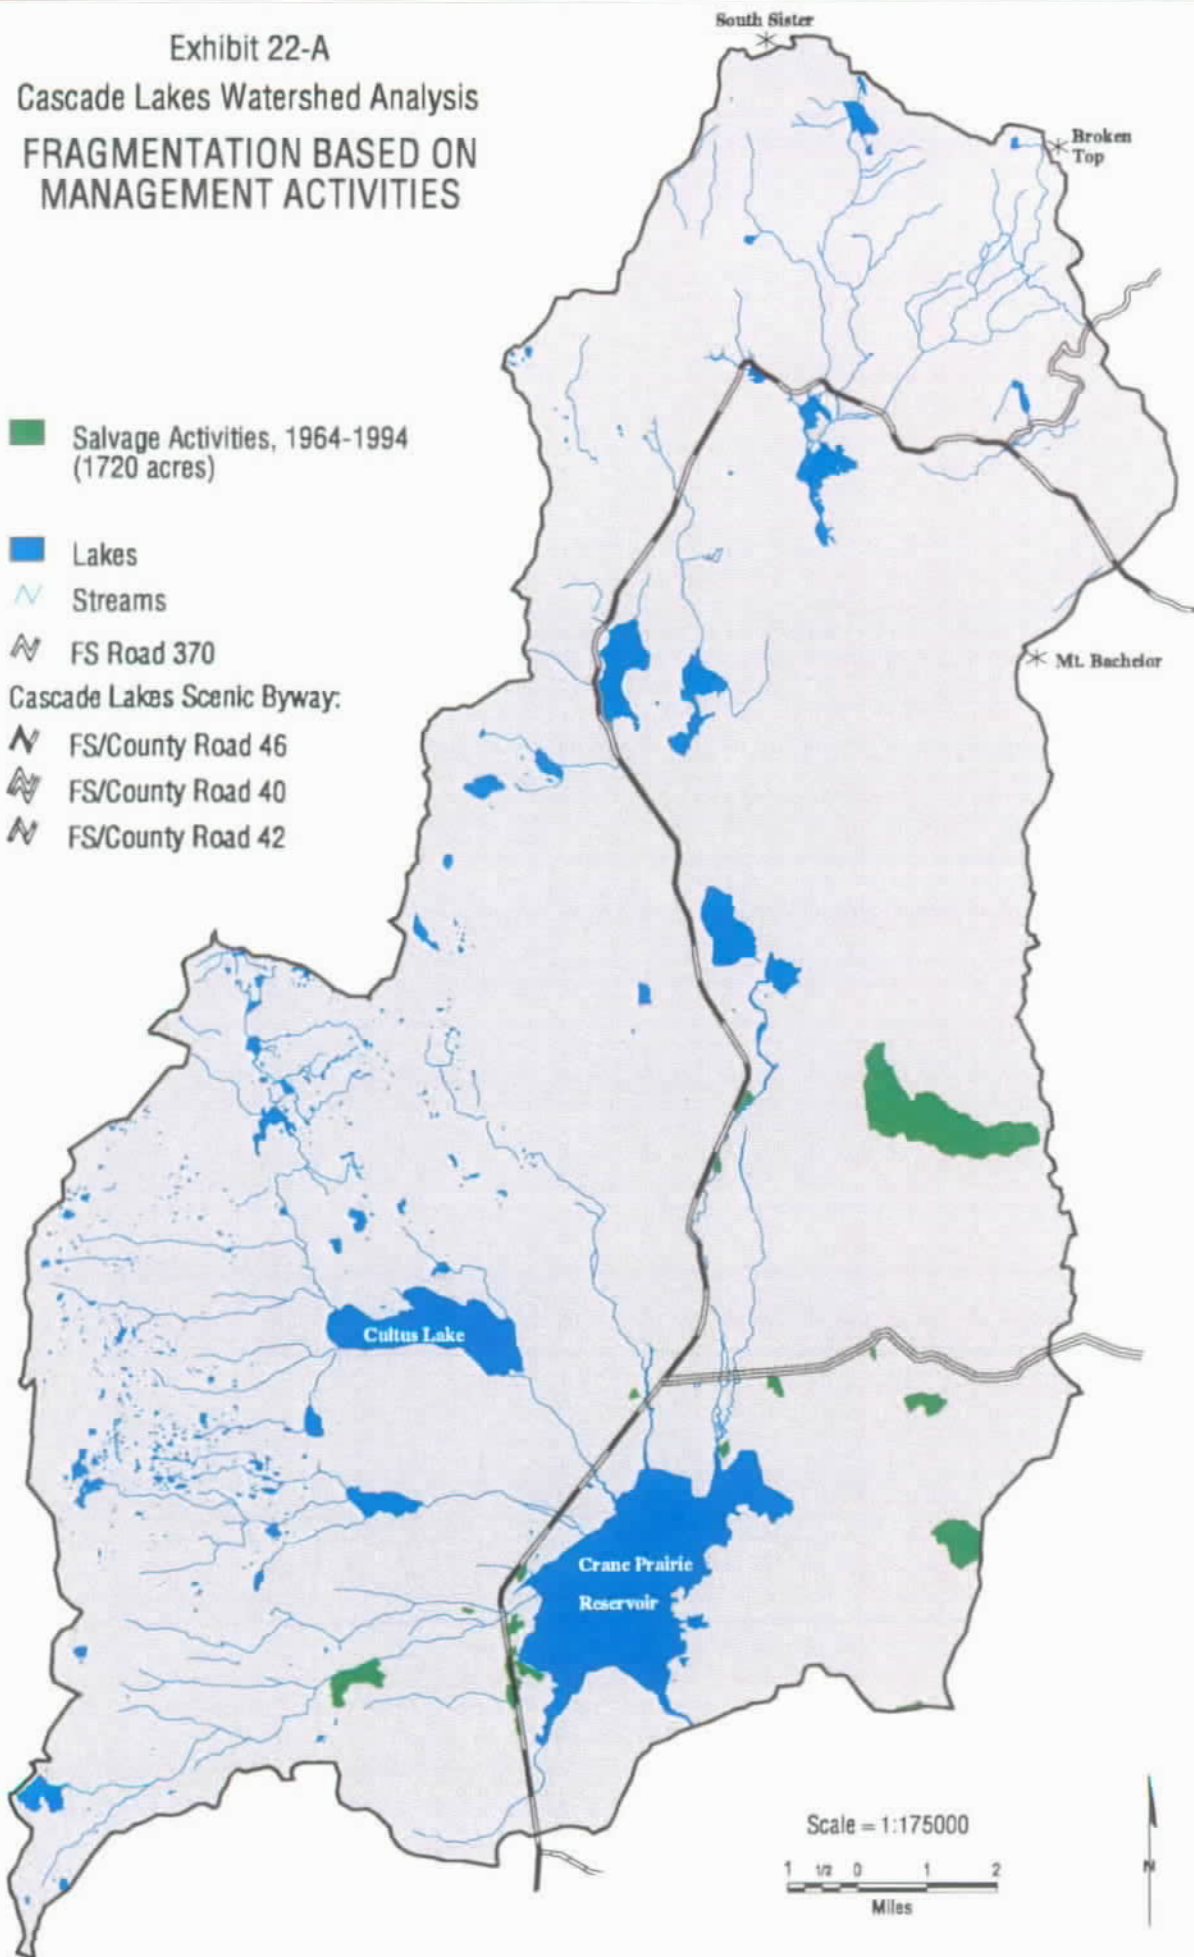 South Sister
Exhibit 22-A
Cascade Lakes Watershed Analysis
FRAGMENTATION BASED ON
MANAGEMENT ACTIVITIES
Broken
Top
Salvage Activities, 1964-1994
(1720 acres)
Lakes
Streams
FS Road 370
Cascade Lakes Scenic Byway:
FS/County Road 46
FS/County Road 40
FS/County Road 42
Mt. Bachelor
Cultus Lake
Crane Prairie
Reservoir
Scale = 1:175000
1 1/2 0 1 2
Miles
N